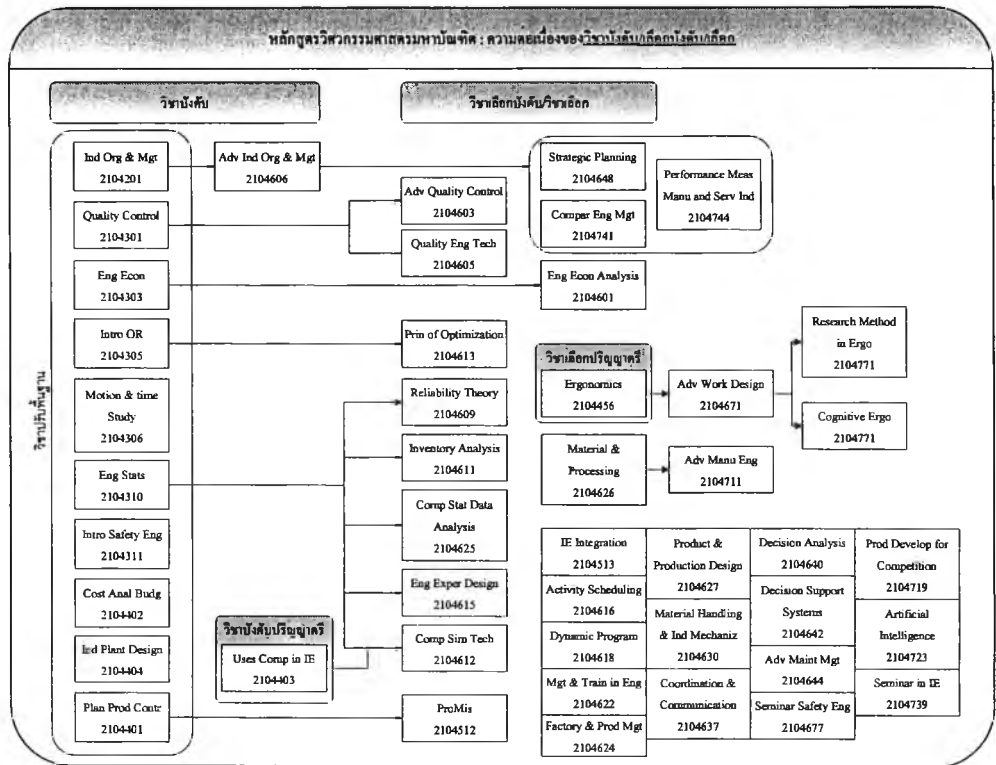 หลักสูตรวิศวกรรมศาสตรมหาบัณฑิต : ความต่อเนื่องของวิชาบังคับ/เลือกบังคับ/เลือก
วิชาบังคับ
วิชาเลือกบังคับ/วิชาเลือก
วิชาปรับพื้นฐาน
Ind Org & Mgt
2104201
Quality Control
2104301
Eng Econ
2104303
Intro OR
2104305
Motion & time
Study
2104306
Eng Stats
2104310
Intro Safety Eng
2104311
Cost Anal Budg
2104402
Ind Plant Design
2104404
Plan Prod Contr
2104401
Adv Ind Org & Mgt
2104606
วิชาบังคับปริญญาตรี
Uses Comp in IE
2104403
Adv Quality Control
2104603
Quality Eng Tech
2104605
Prin of Optimization
2104613
Reliability Theory
2104609
Inventory Analysis
2104611
Comp Stat Data
Analysis
2104625
Eng Exper Design
2104615
Comp Sim Tech
2104612
ProMis
2104512
Strategic Planning
2104648
Compar Eng Mgt
2104741
Performance Meas
Manu and Serv Ind
2104744
Eng Econ Analysis
2104601
วิชาเลือกปริญญาตรี
Ergonomics
2104456
Adv Work Design
2104671
Research Method
in Ergo
2104771
Cognitive Ergo
2104771
Material &
Processing
2104626
Adv Manu Eng
2104711
IE Integration
2104513
Activity Scheduling
2104616
Dynamic Program
2104618
Mgt & Train in Eng
2104622
Factory & Prod Mgt
2104624
Product &
Production Design
2104627
Material Handling
& Ind Mechaniz
2104630
Coordination &
Communication
2104637
Decision Analysis
2104640
Decision Support
Systems
2104642
Adv Maint Mgt
2104644
Seminar Safety Eng
2104677
Prod Develop for
Competition
2104719
Artificial
Intelligence
2104723
Seminar in IE
2104739